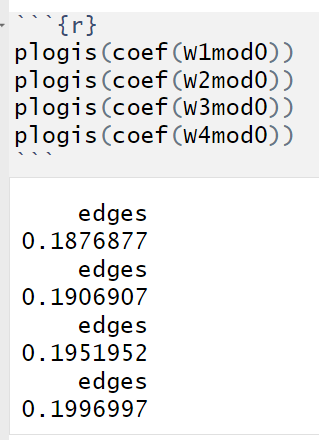 ```{r}
plogis(coef(w1mod0))
plogis(coef(w2mod0))
plogis(coef(w3mod0))
plogis(coef(w4mod0))
```
edges
0.1876877
edges
0.1906907
edges
0.1951952
edges
0.1996997